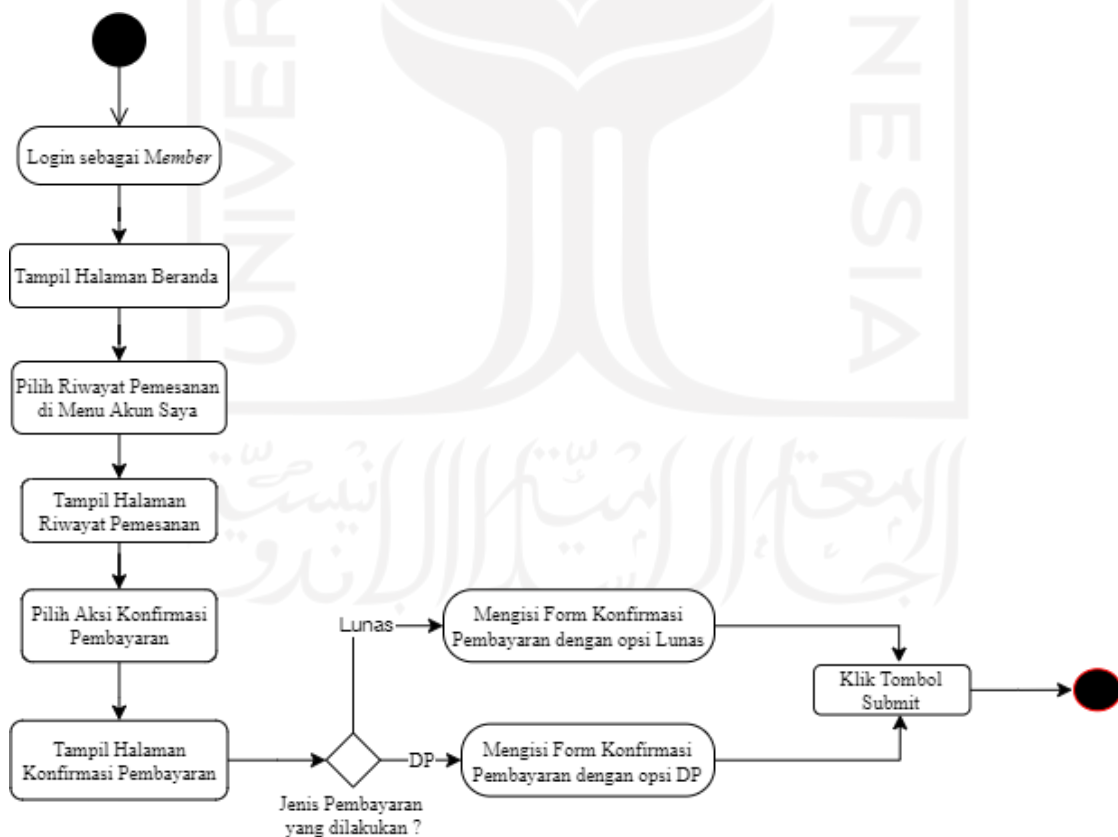 UNIVER
NESIA
Login sebagai Member
Tampil Halaman Beranda
Pilih Riwayat Pemesanan
di Menu Akun Saya
Tampil Halaman
Riwayat Pemesanan
Pilih Aksi Konfirmasi
Pembayaran
Tampil Halaman
Konfirmasi Pembayaran
Jenis Pembayaran
yang dilakukan ?
Lunas
Mengisi Form Konfirmasi
Pembayaran dengan opsi Lunas
DP
Mengisi Form Konfirmasi
Pembayaran dengan opsi DP
Klik Tombol
Submit